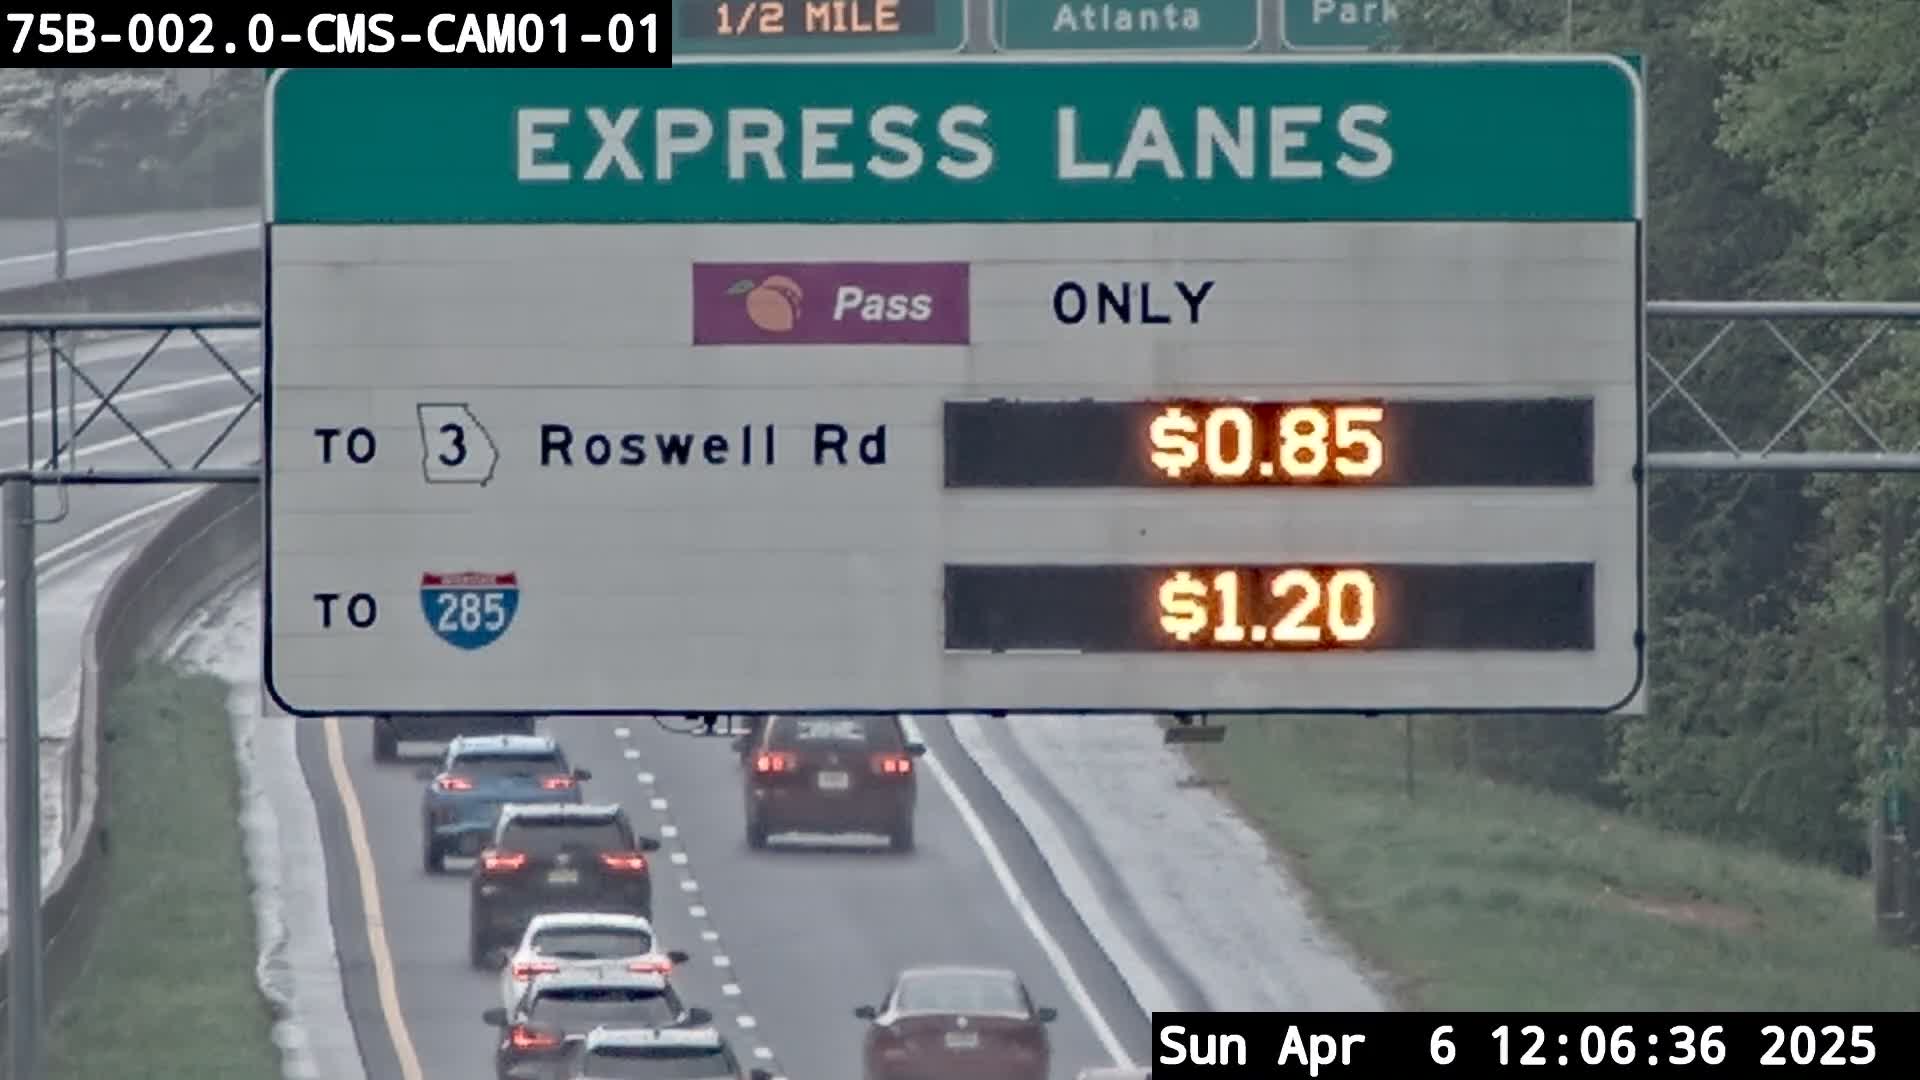 75B-002.0-CMS-CAM01-01
1/2 MILE
Atlanta
Park
EXPRESS LANES
Pass ONLY
TO 3 Roswell Rd $0.85
TO 285 $1.20
Sun Apr 6 12:06:36 2025